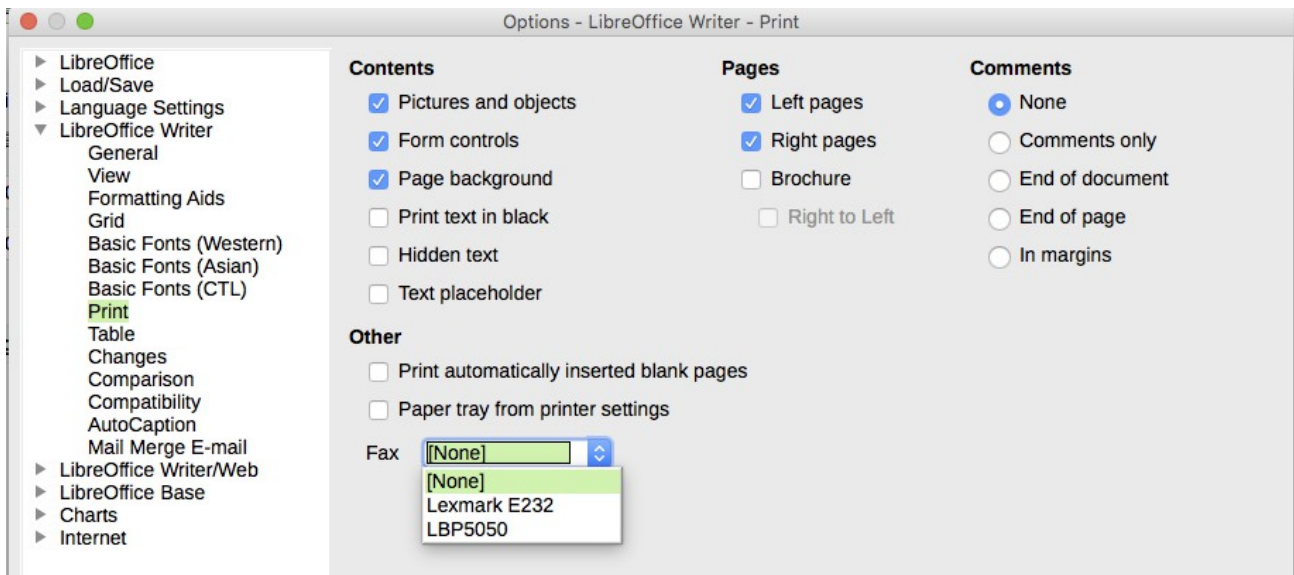 Options - LibreOffice Writer - Print
LibreOffice
Load/Save
Language Settings
LibreOffice Writer
General
View
Formatting Aids
Grid
Basic Fonts (Western)
Basic Fonts (Asian)
Basic Fonts (CTL)
Print
Table
Changes
Comparison
Compatibility
AutoCaption
Mail Merge E-mail
LibreOffice Writer/Web
LibreOffice Base
Charts
Internet
Contents
Pictures and objects
Form controls
Page background
Print text in black
Hidden text
Text placeholder
Pages
Left pages
Right pages
Brochure
Right to Left
Comments
None
Comments only
End of document
End of page
In margins
Other
Print automatically inserted blank pages
Paper tray from printer settings
Fax [None]
[None]
Lexmark E232
LBP5050